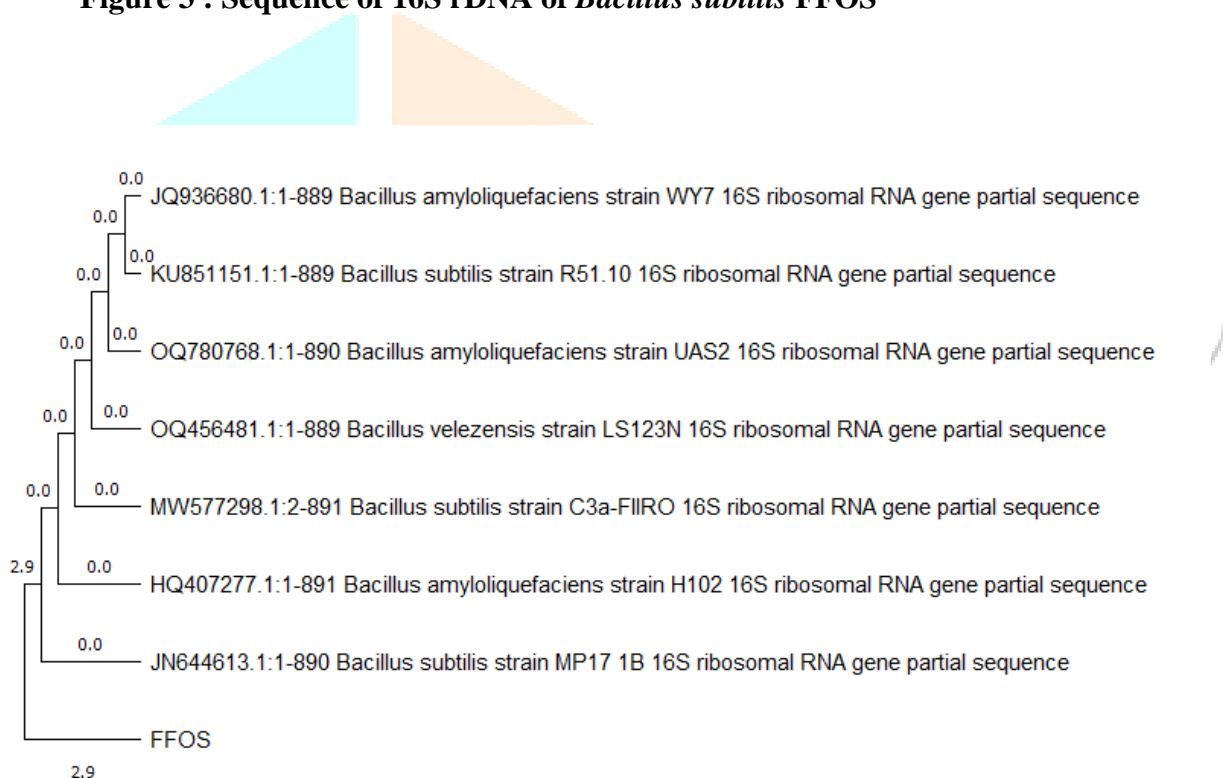 Figure 3 : Sequence of 16S rDNA of Bacillus subtilis FFOS
0.0
JQ936680.1:1-889 Bacillus amyloliquefaciens strain WY7 16S ribosomal RNA gene partial sequence
0.0
0.0
KU851151.1:1-889 Bacillus subtilis strain R51.10 16S ribosomal RNA gene partial sequence
0.0
0.0
OQ780768.1:1-890 Bacillus amyloliquefaciens strain UAS2 16S ribosomal RNA gene partial sequence
0.0
0.0
OQ456481.1:1-889 Bacillus velezensis strain LS123N 16S ribosomal RNA gene partial sequence
0.0
0.0
MW577298.1:2-891 Bacillus subtilis strain C3a-FIIRO 16S ribosomal RNA gene partial sequence
0.0
2.9
0.0
HQ407277.1:1-891 Bacillus amyloliquefaciens strain H102 16S ribosomal RNA gene partial sequence
0.0
JN644613.1:1-890 Bacillus subtilis strain MP17 1B 16S ribosomal RNA gene partial sequence
FFOS
2.9